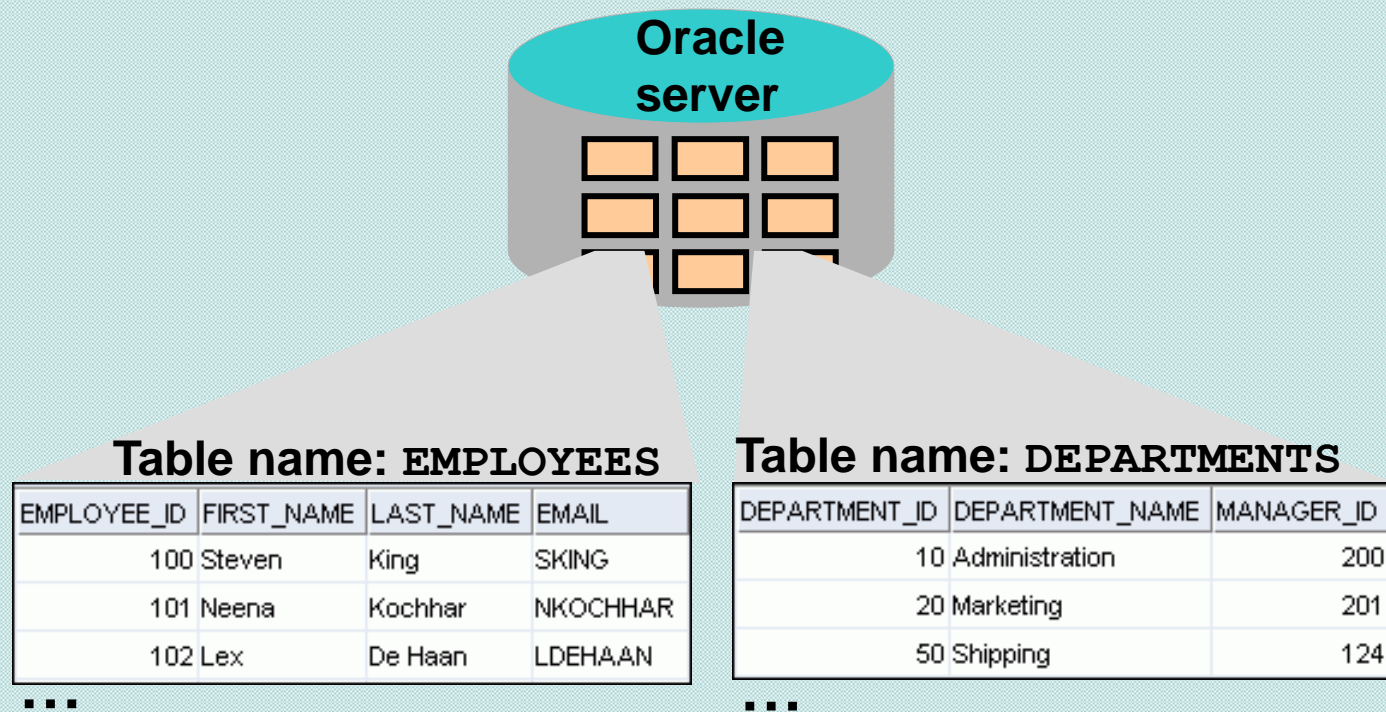 Oracle
server
Table name: EMPLOYEES
EMPLOYEE_ID FIRST_NAME LAST_NAME EMAIL
100 Steven King SKING
101 Neena Kochhar NKOCHHAR
102 Lex De Haan LDEHAAN
...
Table name: DEPARTMENTS
DEPARTMENT_ID DEPARTMENT_NAME MANAGER_ID
10 Administration 200
20 Marketing 201
50 Shipping 124
...